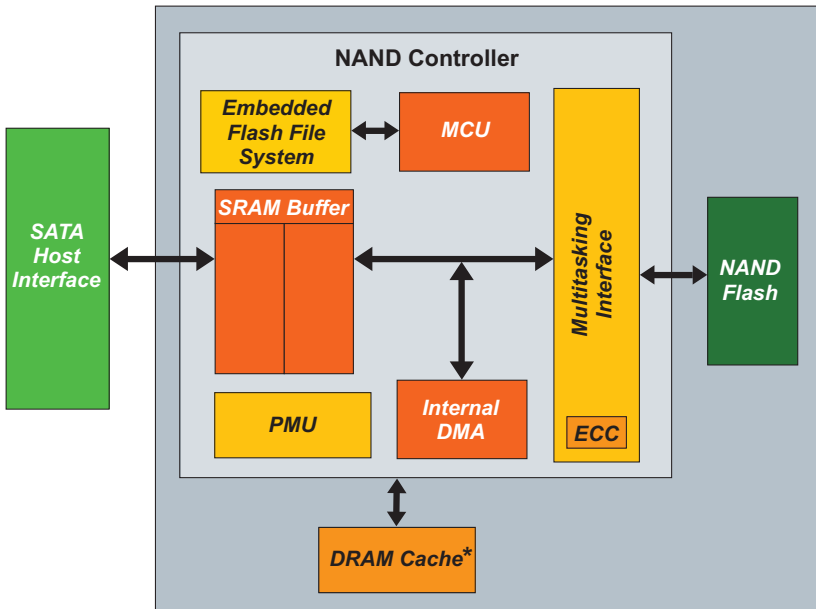 NAND Controller
Embedded
Flash File
System
MCU
SRAM Buffer
SATA
Host
Interface
Multitasking
Interface
NAND
Flash
PMU
Internal
DMA
ECC
DRAM Cache*